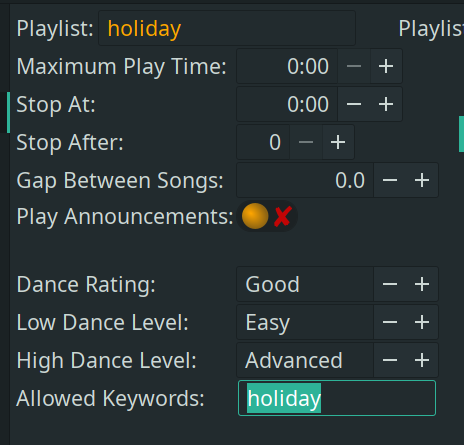 Playlist: holiday Playlist
Maximum Play Time: 0:00 − +
Stop At: 0:00 − +
Stop After: 0 − +
Gap Between Songs: 0.0 − +
Play Announcements:
Dance Rating: Good − +
Low Dance Level: Easy − +
High Dance Level: Advanced − +
Allowed Keywords: holiday